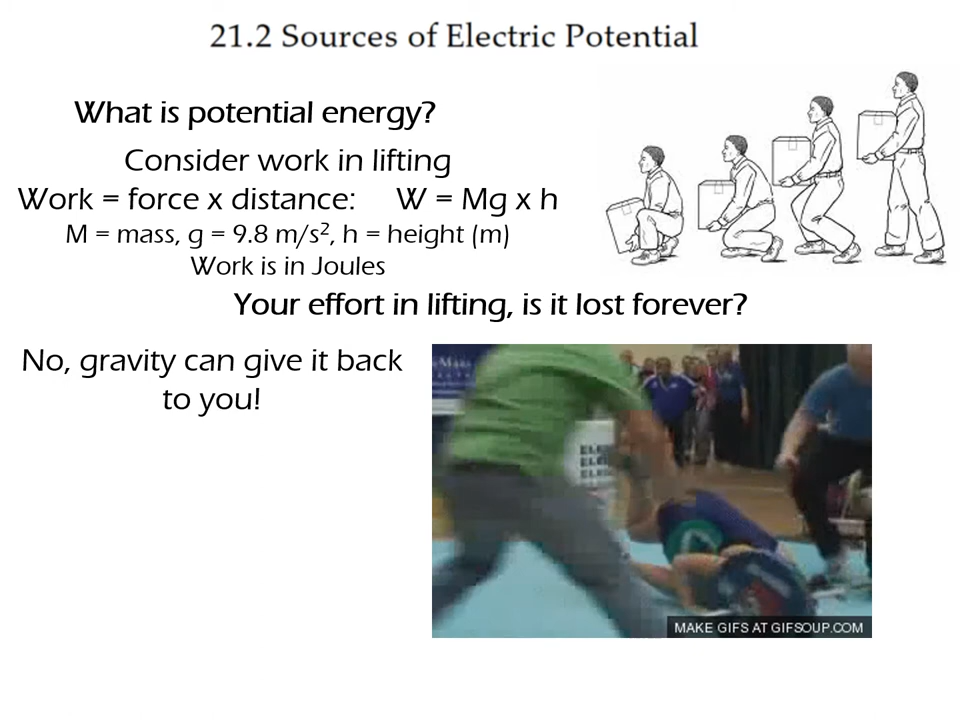 21.2 Sources of Electric Potential
What is potential energy?
Consider work in lifting
Work = force x distance: W = Mg x h
M = mass, g = 9.8 m/s², h = height (m)
Work is in Joules
Your effort in lifting, is it lost forever?
No, gravity can give it back
to you!
MAKE GIFS AT GIFSOUP.COM